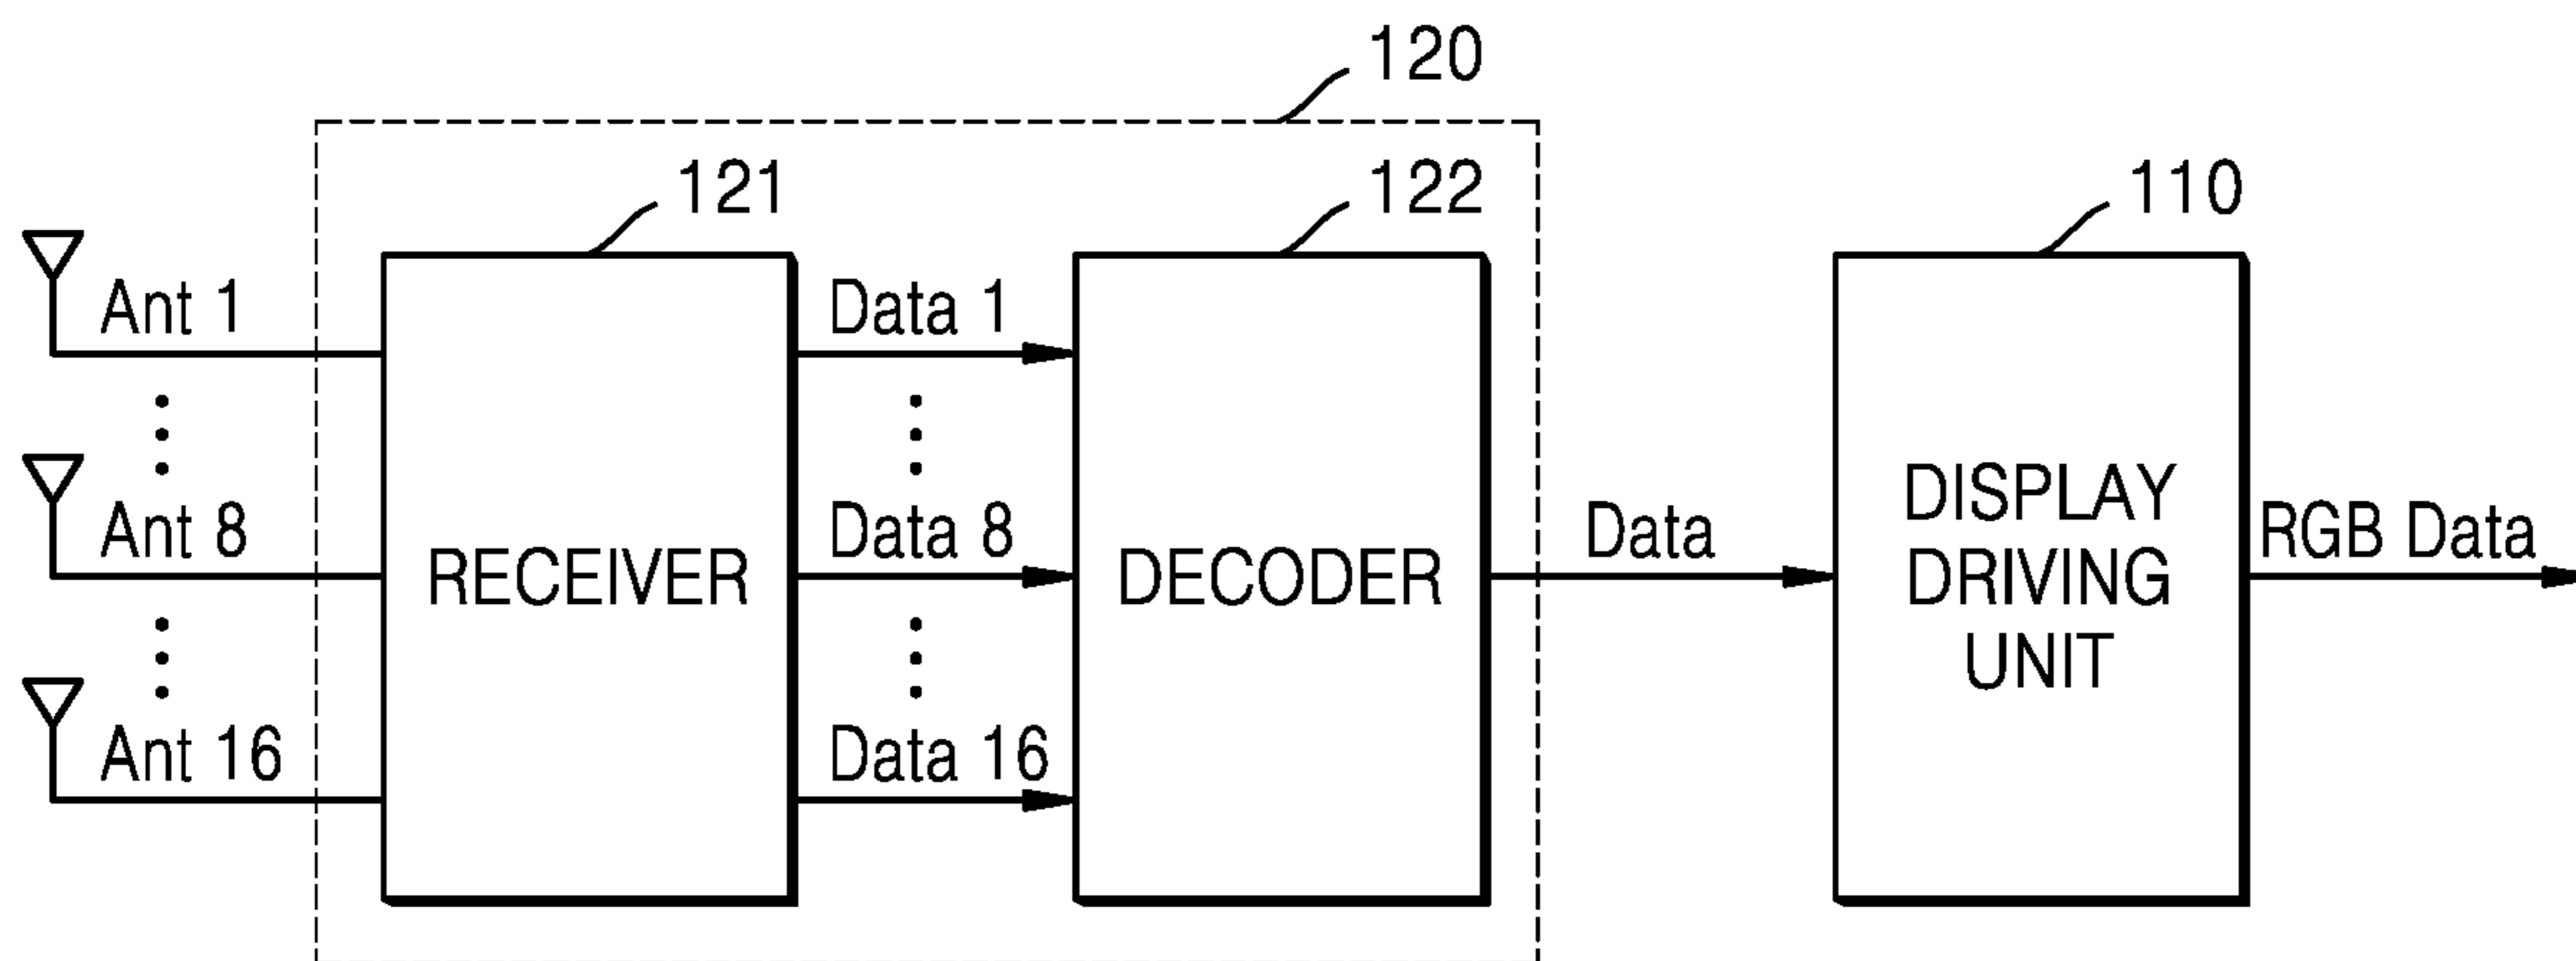 120
121
122
110
Ant 1
Data 1
Ant 8
Data 8
Data
DISPLAY
DRIVING
UNIT
RGB Data
RECEIVER
DECODER
Ant 16
Data 16